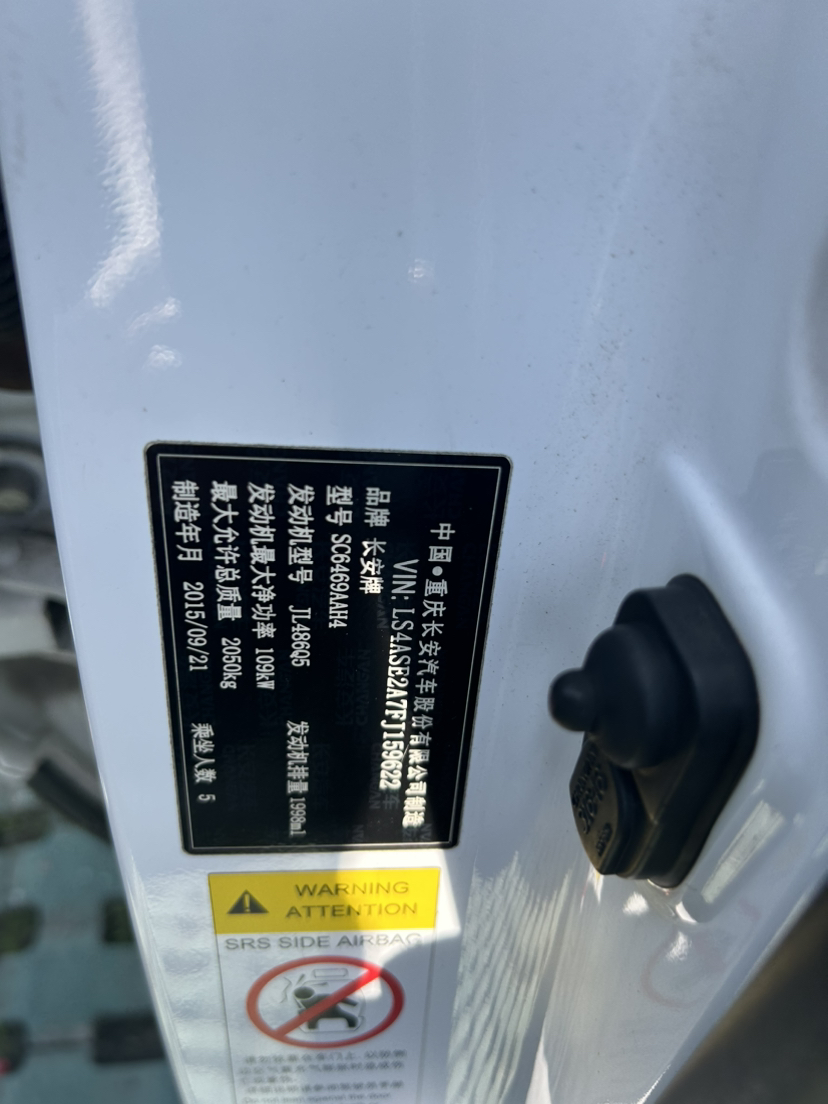 中国●重庆长安汽车股份有限公司制造
VIN: LS4ASE2A7FJ159622
品牌 长安牌
型号 SC6469AAH4
发动机型号 JL486Q5 发动机排量 1998ml
发动机最大净功率 109kW
最大允许总质量 2050kg
制造年月 2015/09/21 乘坐人数 5
WARNING
ATTENTION
SRS SIDE AIRBAG